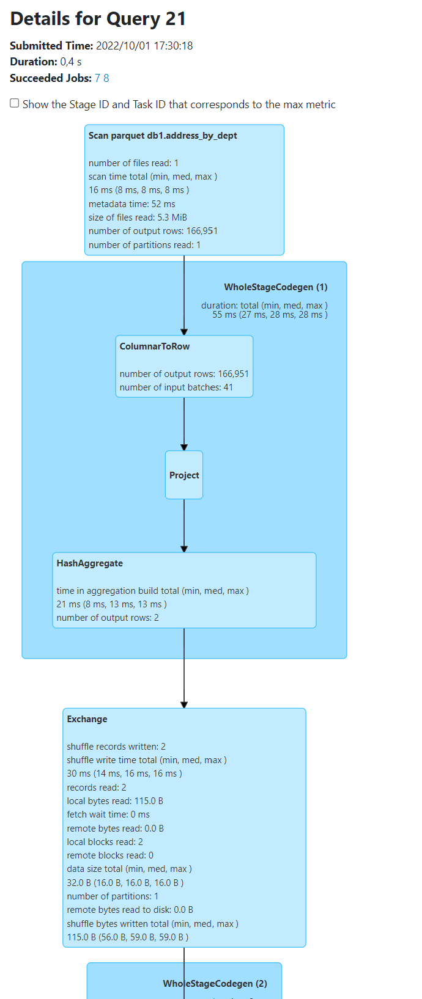 Details for Query 21
Submitted Time: 2022/10/01 17:30:18
Duration: 0,4 s
Succeeded Jobs: 7 8
Show the Stage ID and Task ID that corresponds to the max metric
Scan parquet db1.address_by_dept
number of files read: 1
scan time total (min, med, max )
16 ms (8 ms, 8 ms, 8 ms )
metadata time: 52 ms
size of files read: 5.3 MiB
number of output rows: 166,951
number of partitions read: 1
WholeStageCodegen (1)
duration: total (min, med, max )
55 ms (27 ms, 28 ms, 28 ms )
ColumnarToRow
number of output rows: 166,951
number of input batches: 41
Project
HashAggregate
time in aggregation build total (min, med, max )
21 ms (8 ms, 13 ms, 13 ms )
number of output rows: 2
Exchange
shuffle records written: 2
shuffle write time total (min, med, max )
30 ms (14 ms, 16 ms, 16 ms )
records read: 2
local bytes read: 115.0 B
fetch wait time: 0 ms
remote bytes read: 0.0 B
local blocks read: 2
remote blocks read: 0
data size total (min, med, max )
32.0 B (16.0 B, 16.0 B, 16.0 B )
number of partitions: 1
remote bytes read to disk: 0.0 B
shuffle bytes written total (min, med, max )
115.0 B (56.0 B, 59.0 B, 59.0 B )
WholeStageCodegen (2)